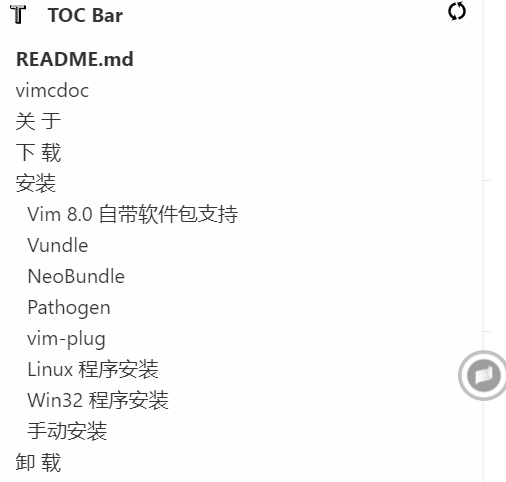 TOC Bar
README.md
vimcdoc
关 于
下 载
安装
Vim 8.0 自带软件包支持
Vundle
NeoBundle
Pathogen
vim-plug
Linux 程序安装
Win32 程序安装
手动安装
卸 载